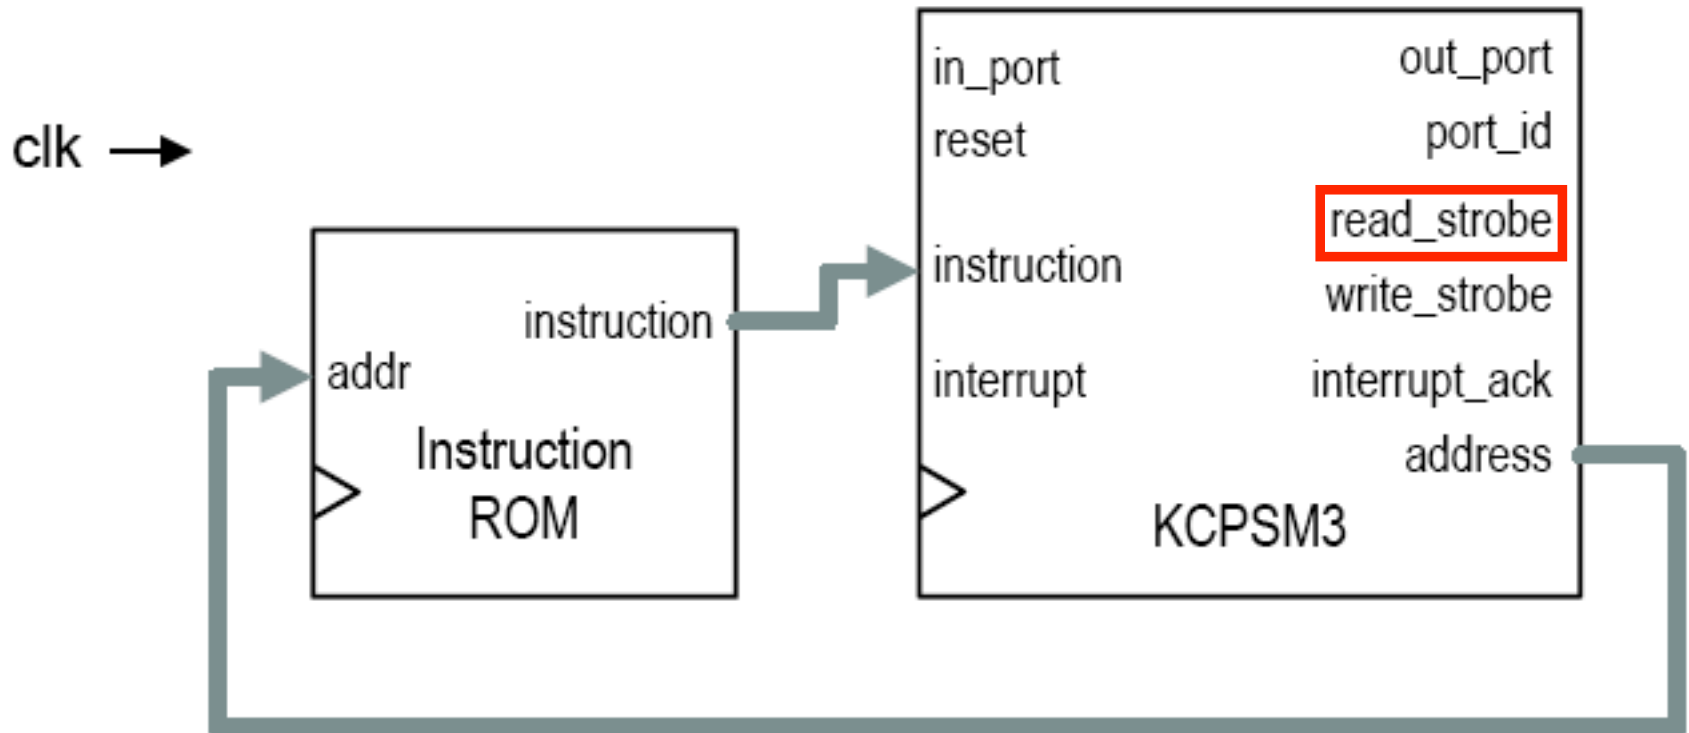 clk
addr
instruction
Instruction
ROM
in_port
reset
instruction
interrupt
out_port
port_id
read_strobe
write_strobe
interrupt_ack
address
KCPSM3